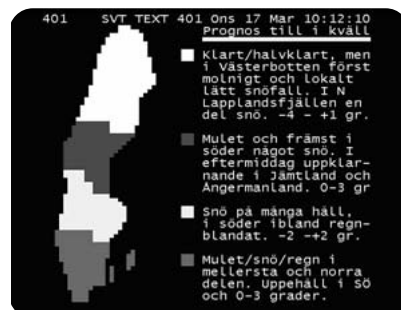 401 SVT TEXT 401 Ons 17 Mar 10:12:10
Prognos till i kväll
Klart/halvklart, men
i Västerbotten först
molnigt och lokalt
lätt snöfall. I N
Lapplandsfjällen en
del snö. -4 - +1 gr.
Mulet och främst i
söder något snö. I
eftermiddag uppklar-
nande i Jämtland och
Ångermanland. 0-3 gr
Snö på många håll,
i söder ibland regn-
blandat. -2 -+2 gr.
Mulet/snö/regn i
mellersta och norra
delen. Uppehåll i SÖ
och 0-3 grader.